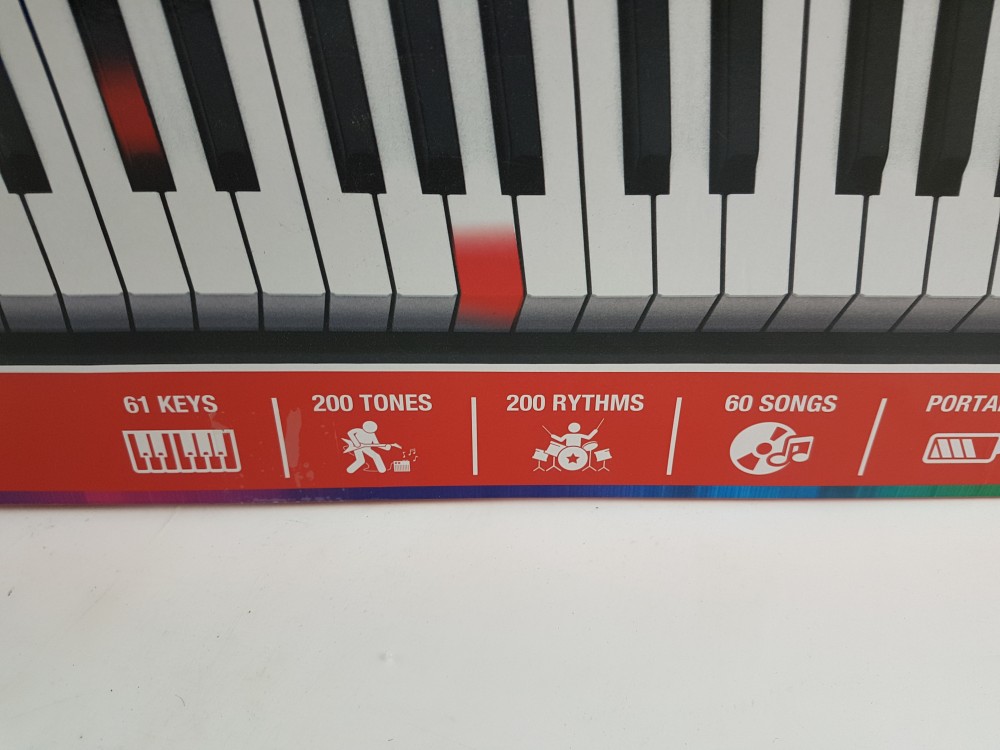 61 KEYS
200 TONES
200 RYTHMS
60 SONGS